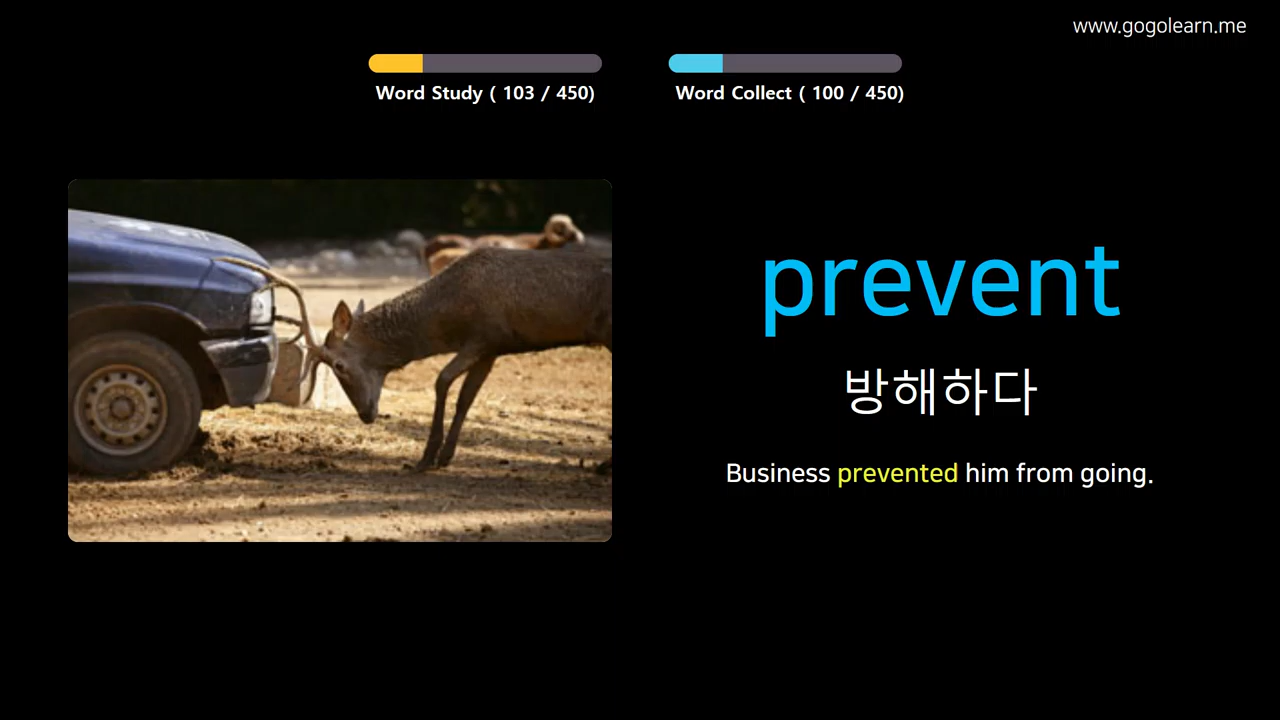 www.gogolearn.me
Word Study ( 103 / 450)
Word Collect ( 100 / 450)
prevent
방해하다
Business prevented him from going.